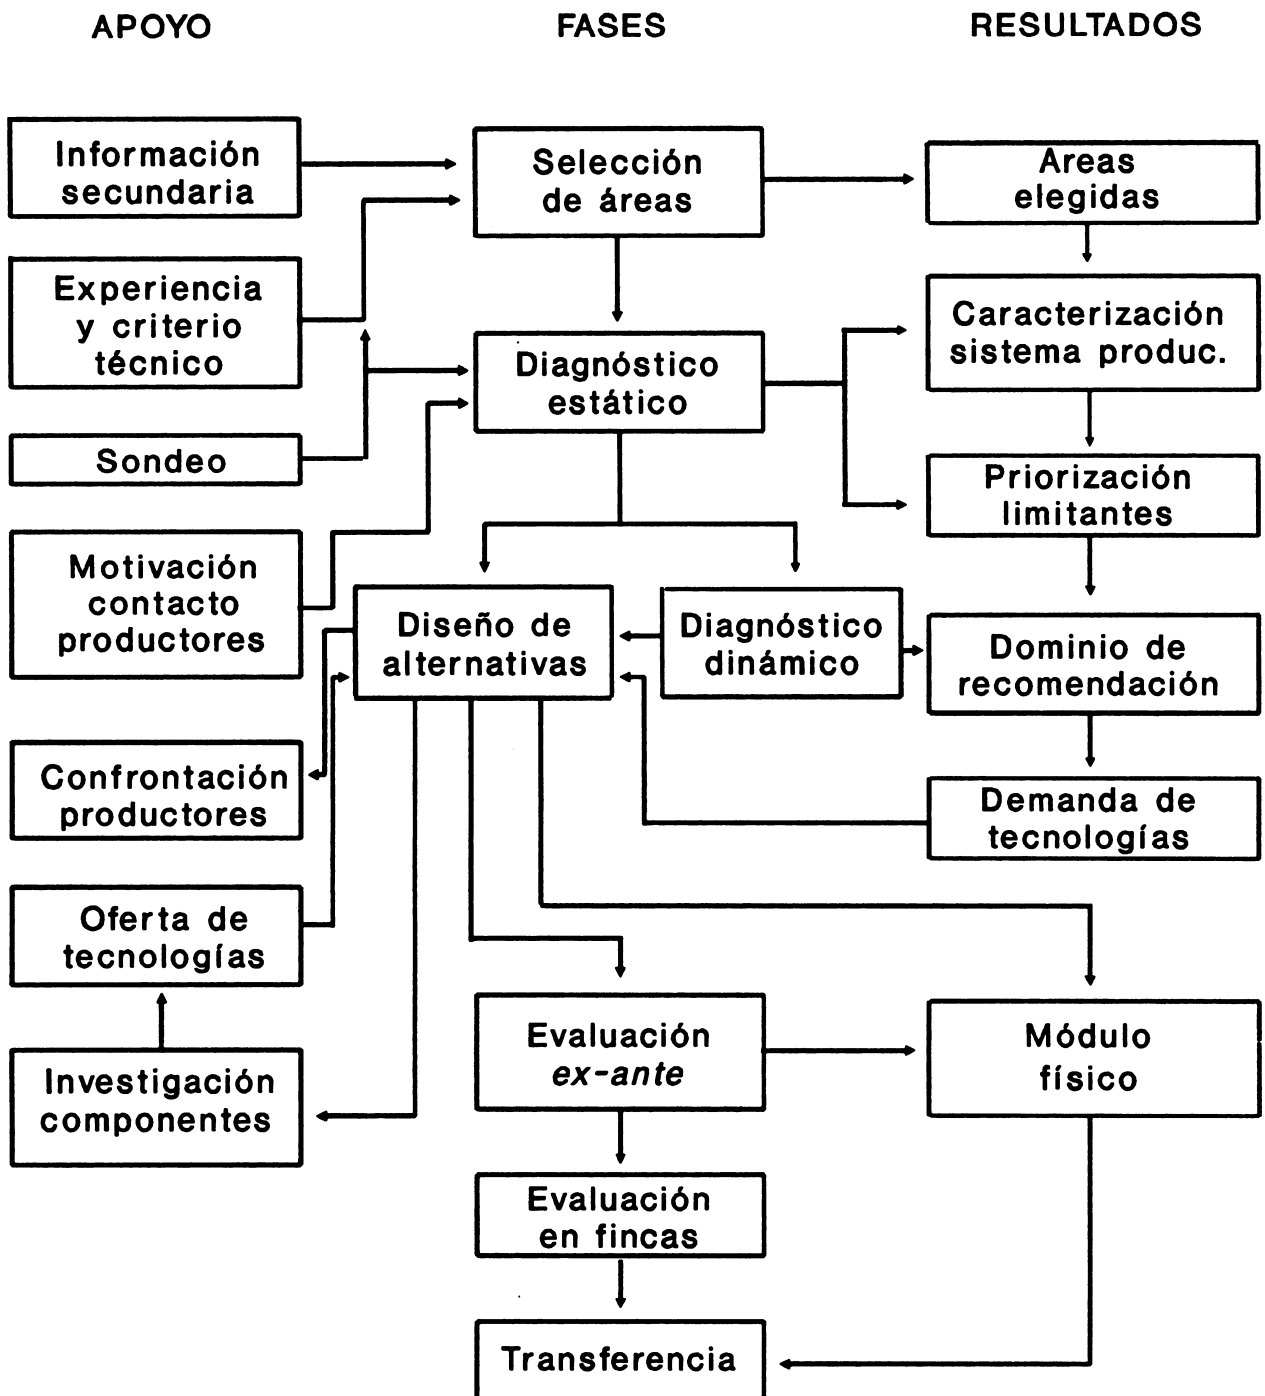 APOYO
FASES
RESULTADOS
Información
secundaria
Selección
de áreas
Areas
elegidas
Experiencia
y criterio
técnico
Diagnóstico
estático
Caracterización
sistema produc.
Sondeo
Priorización
limitantes
Motivación
contacto
productores
Diseño de
alternativas
Diagnóstico
dinámico
Dominio de
recomendación
Confrontación
productores
Demanda de
tecnologías
Oferta de
tecnologías
Investigación
componentes
Evaluación
ex-ante
Módulo
físico
Evaluación
en fincas
Transferencia